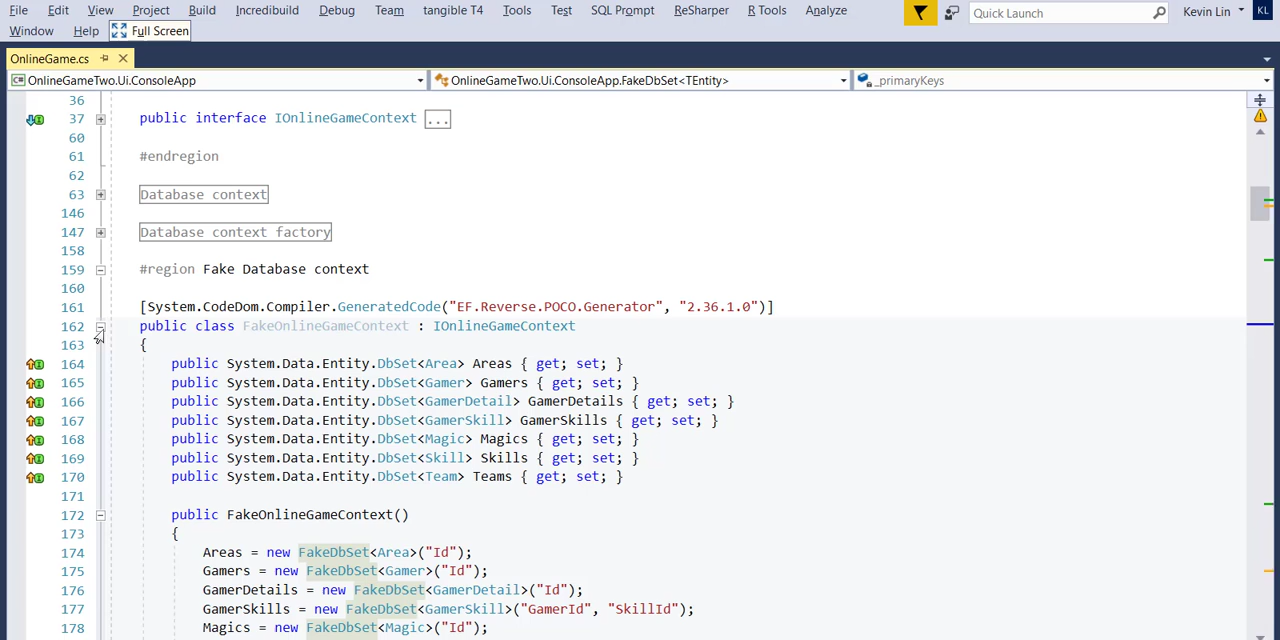 File Edit View Project Build Incredibuild Debug Team tangible T4 Tools Test SQL Prompt ReSharper R Tools Analyze Quick Launch Kevin Lin KL
Window Help Full Screen
OnlineGame.cs
C# OnlineGameTwo.Ui.ConsoleApp OnlineGameTwo.Ui.ConsoleApp.FakeDbSet<TEntity> _primaryKeys
36
37 public interface IOnlineGameContext ...
60
61 #endregion
62
63 Database context
146
147 Database context factory
158
159 #region Fake Database context
160
161 [System.CodeDom.Compiler.GeneratedCode("EF.Reverse.POCO.Generator", "2.36.1.0")]
162 public class FakeOnlineGameContext : IOnlineGameContext
163 {
164 public System.Data.Entity.DbSet<Area> Areas { get; set; }
165 public System.Data.Entity.DbSet<Gamer> Gamers { get; set; }
166 public System.Data.Entity.DbSet<GamerDetail> GamerDetails { get; set; }
167 public System.Data.Entity.DbSet<GamerSkill> GamerSkills { get; set; }
168 public System.Data.Entity.DbSet<Magic> Magics { get; set; }
169 public System.Data.Entity.DbSet<Skill> Skills { get; set; }
170 public System.Data.Entity.DbSet<Team> Teams { get; set; }
171
172 public FakeOnlineGameContext()
173 {
174 Areas = new FakeDbSet<Area>("Id");
175 Gamers = new FakeDbSet<Gamer>("Id");
176 GamerDetails = new FakeDbSet<GamerDetail>("Id");
177 GamerSkills = new FakeDbSet<GamerSkill>("GamerId", "SkillId");
178 Magics = new FakeDbSet<Magic>("Id");